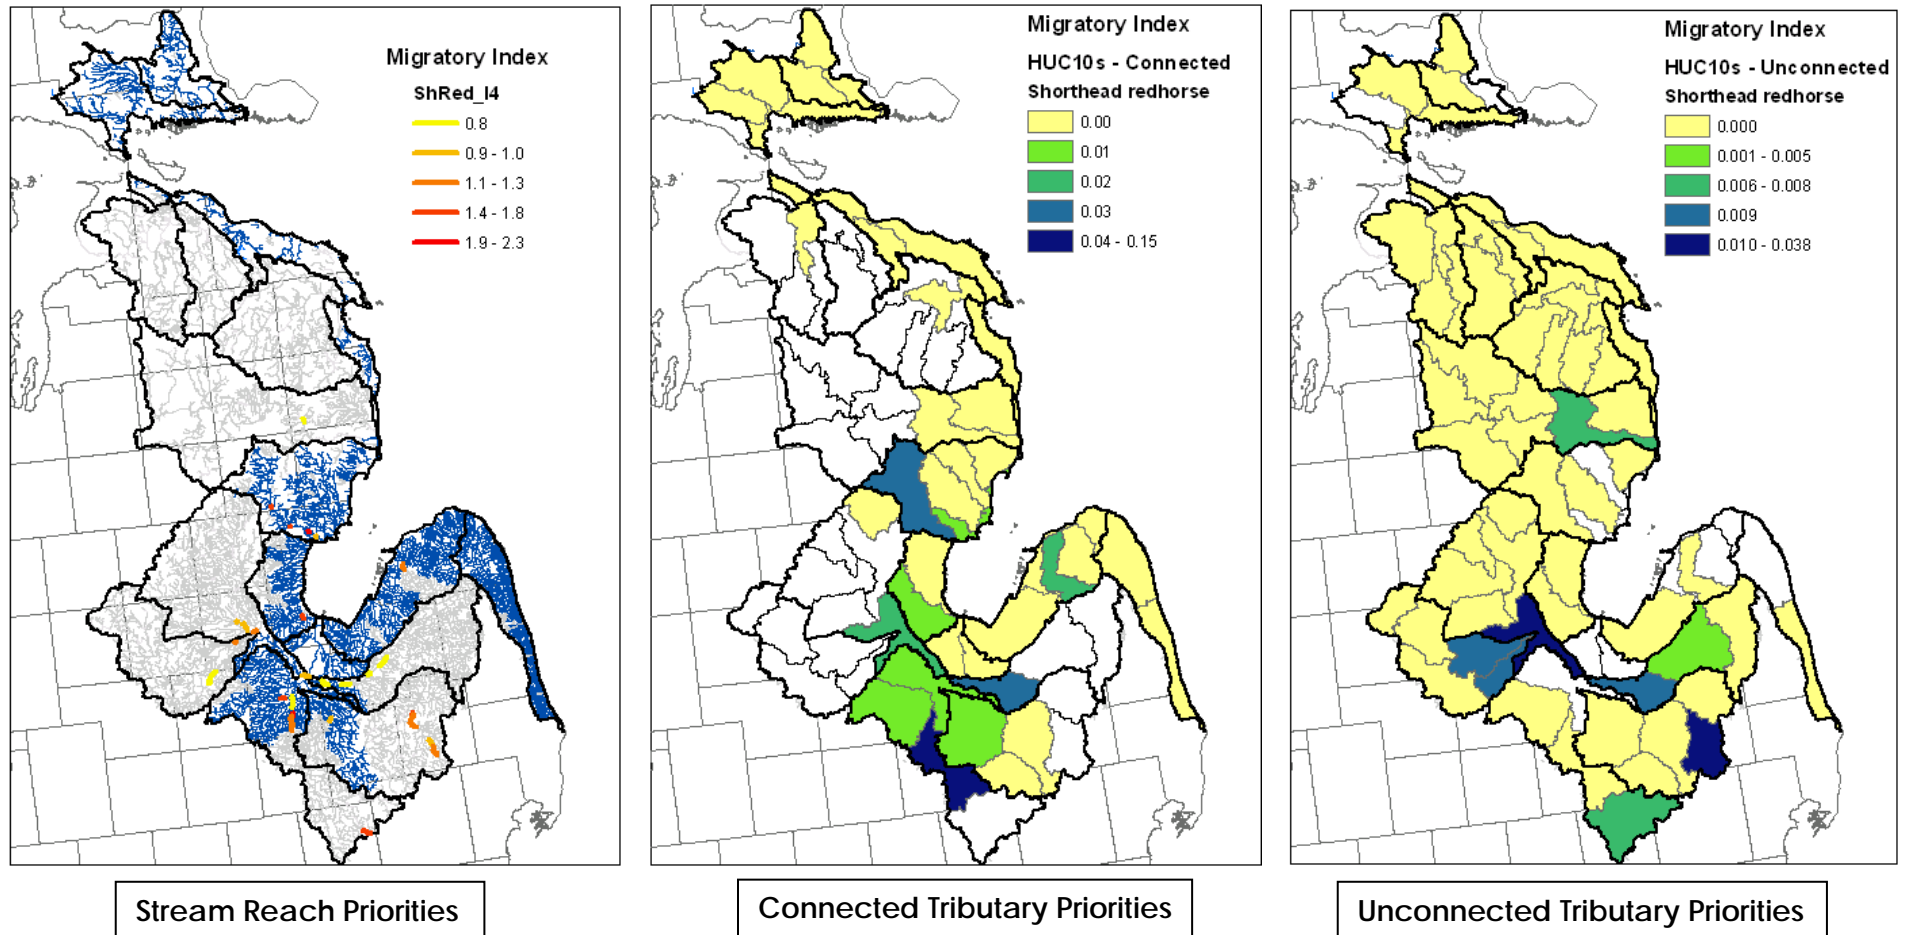 Migratory Index
ShRed_I4
0.8
0.9 - 1.0
1.1 - 1.3
1.4 - 1.8
1.9 - 2.3
Stream Reach Priorities
Migratory Index
HUC10s - Connected
Shorthead redhorse
0.00
0.01
0.02
0.03
0.04 - 0.15
Connected Tributary Priorities
Migratory Index
HUC10s - Unconnected
Shorthead redhorse
0.000
0.001 - 0.005
0.006 - 0.008
0.009
0.010 - 0.038
Unconnected Tributary Priorities